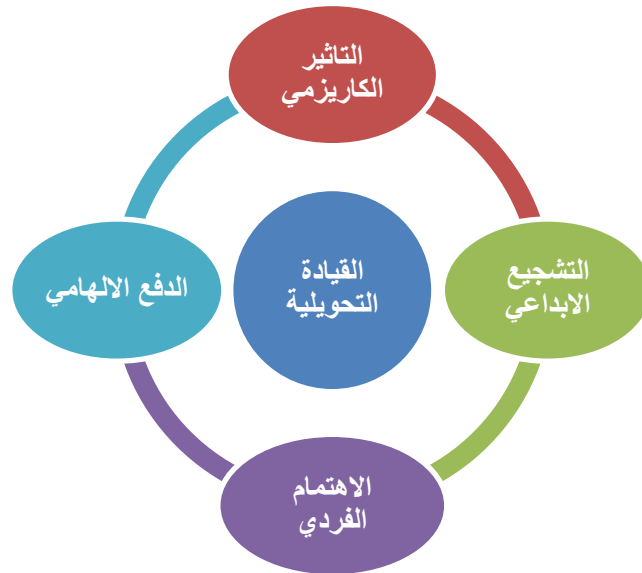 التاثير
الكاريزمي
التشجيع
الابداعي
القيادة
التحويلية
الدفع الالهامي
الاهتمام
الفردي